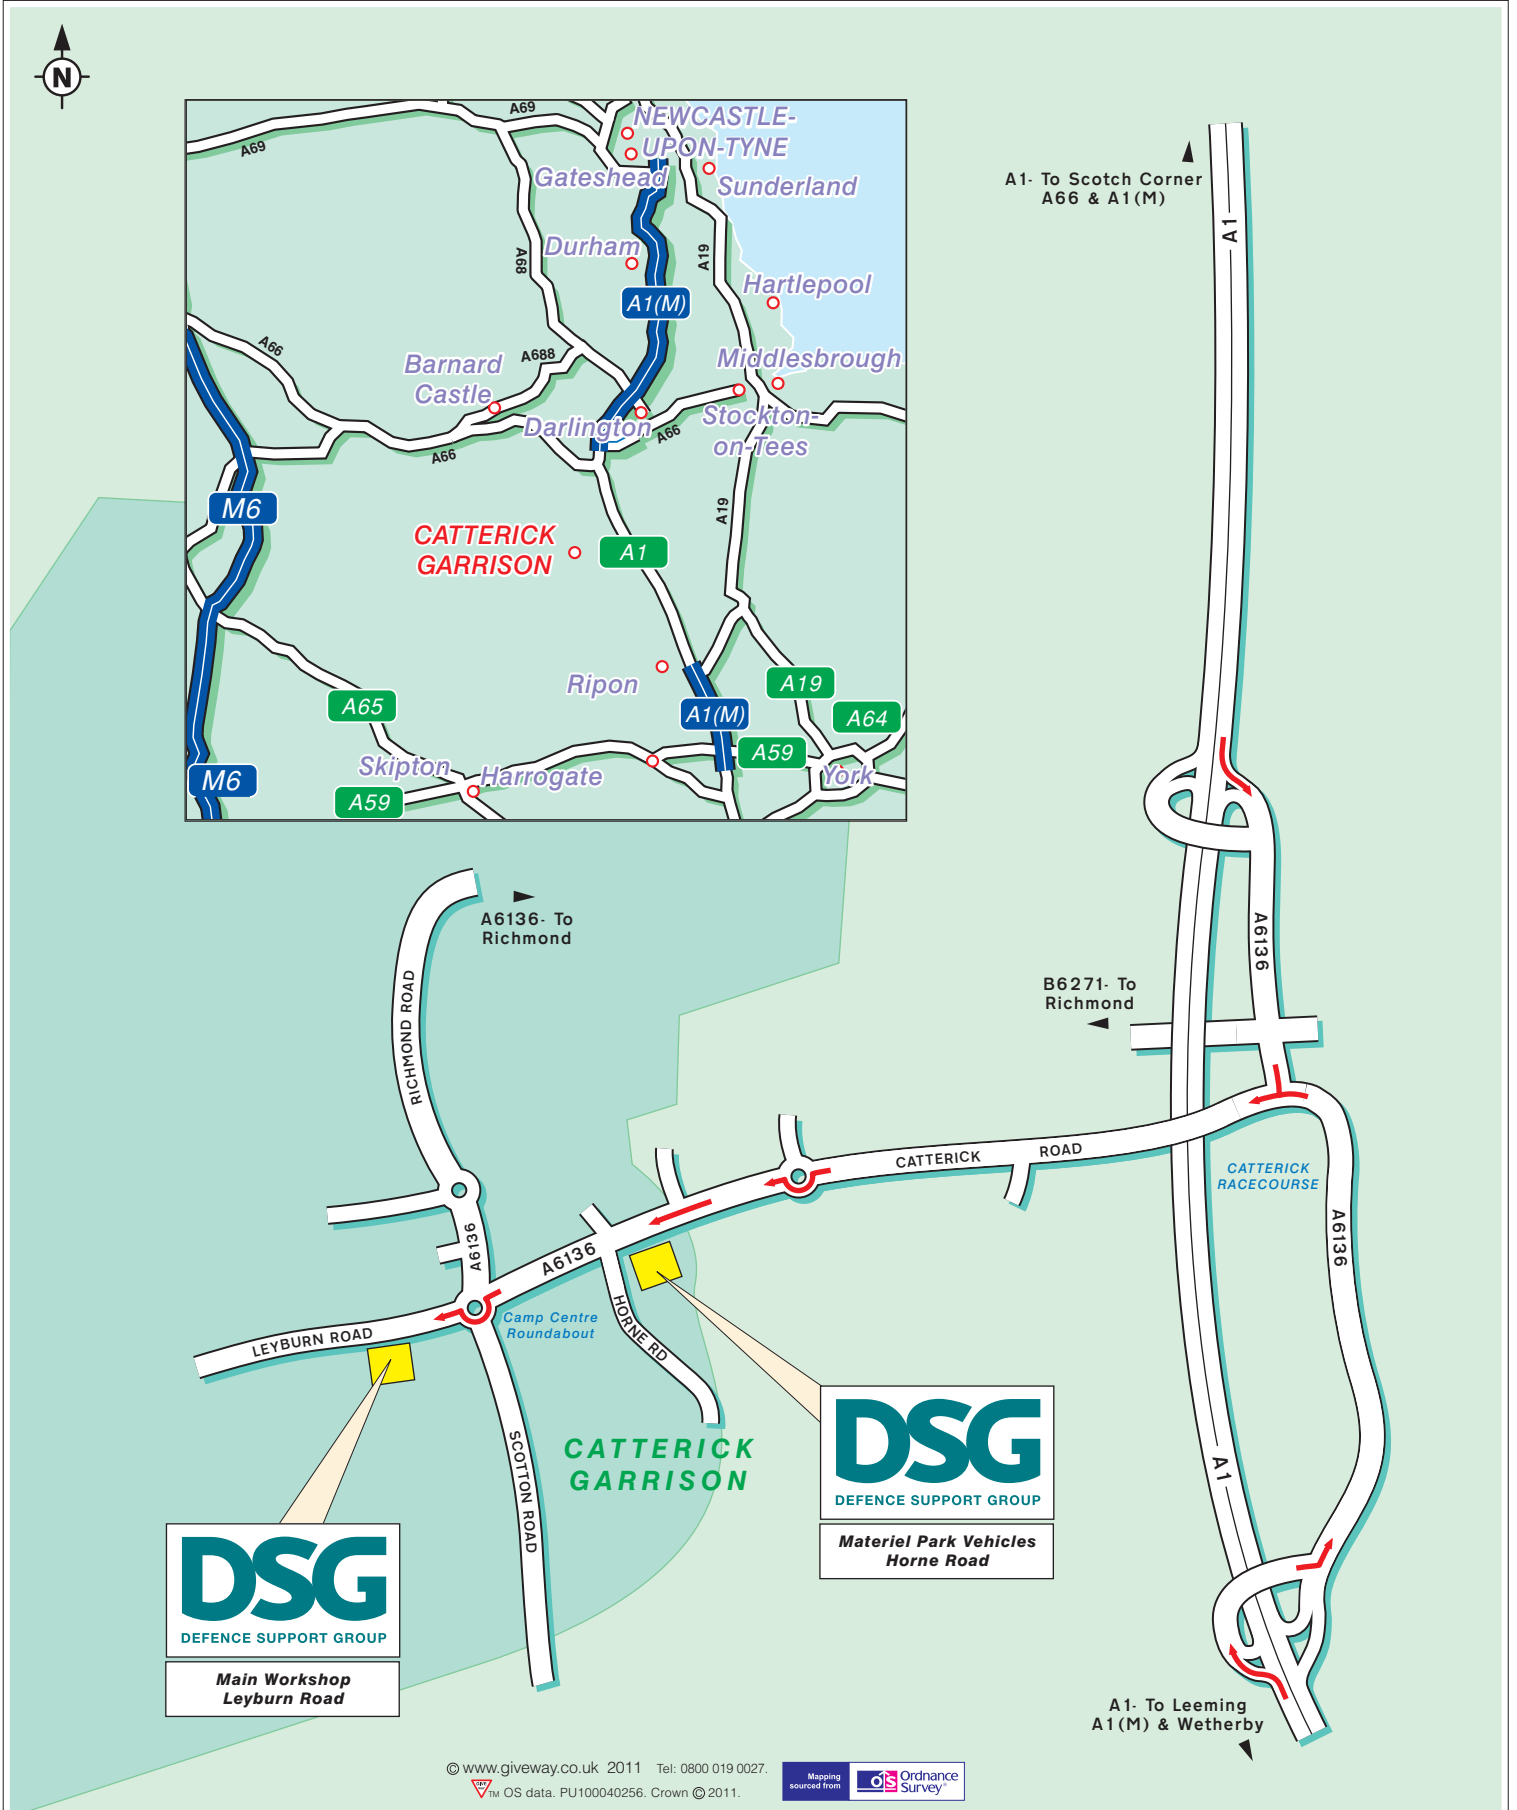 N
A69
A69
NEWCASTLE-
UPON-TYNE
Gateshead
Sunderland
A68
Durham
A19
Hartlepool
A1(M)
A66
A688
Barnard
Castle
Middlesbrough
Darlington
A66
Stockton-
on-Tees
A66
M6
A19
CATTERICK
GARRISON
A1
Ripon
A65
A1(M)
A19
A64
A59
Skipton
Harrogate
York
M6
A59
A1- To Scotch Corner
A66 & A1(M)
A1
A6136
A6136- To
Richmond
RICHMOND ROAD
B6271- To
Richmond
CATTERICK ROAD
CATTERICK
RACECOURSE
A6136
A6136
A6136
Camp Centre
Roundabout
LEYBURN ROAD
HORNE RD
SCOTTON ROAD
CATTERICK
GARRISON
DSG
DEFENCE SUPPORT GROUP
Materiel Park Vehicles
Horne Road
A1
DSG
DEFENCE SUPPORT GROUP
Main Workshop
Leyburn Road
A1- To Leeming
A1(M) & Wetherby
© www.giveway.co.uk 2011 Tel: 0800 019 0027.
GIVE WAY TM OS data. PU100040256. Crown © 2011.
Mapping
sourced from
OS Ordnance
Survey®